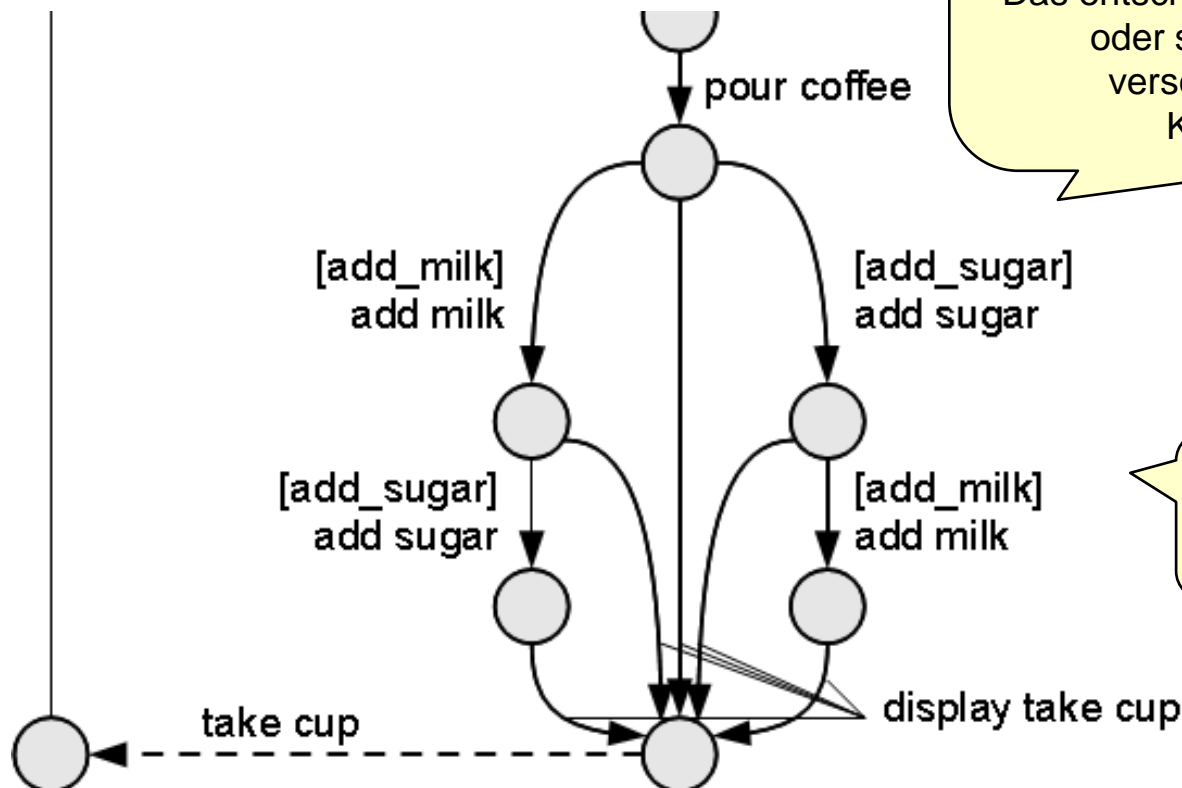 oder s
pour coffee
[add_milk]
add milk
[add_sugar]
add sugar
[add_sugar]
add sugar
[add_milk]
add milk
display take cup
take cup